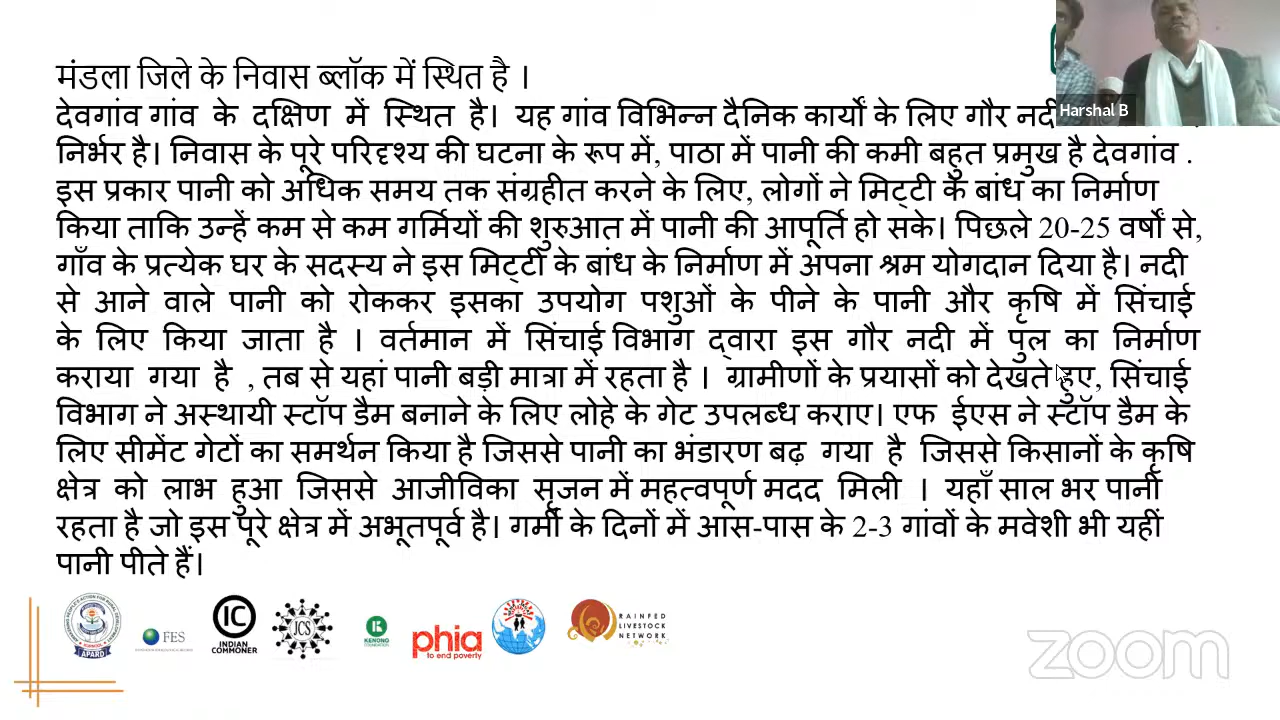 मंडला जिले के निवास ब्लॉक में स्थित है ।
देवगांव गांव के दक्षिण में स्थित है। यह गांव विभिन्न दैनिक कार्यों के लिए गौर नदी
निर्भर है। निवास के पूरे परिदृश्य की घटना के रूप में, पाठा में पानी की कमी बहुत प्रमुख है देवगांव .
इस प्रकार पानी को अधिक समय तक संग्रहीत करने के लिए, लोगों ने मिट्टी के बांध का निर्माण
किया ताकि उन्हें कम से कम गर्मियों की शुरुआत में पानी की आपूर्ति हो सके। पिछले 20-25 वर्षों से,
गाँव के प्रत्येक घर के सदस्य ने इस मिट्टी के बांध के निर्माण में अपना श्रम योगदान दिया है। नदी
से आने वाले पानी को रोककर इसका उपयोग पशुओं के पीने के पानी और कृषि में सिंचाई
के लिए किया जाता है । वर्तमान में सिंचाई विभाग द्वारा इस गौर नदी में पुल का निर्माण
कराया गया है , तब से यहां पानी बड़ी मात्रा में रहता है । ग्रामीणों के प्रयासों को देखते हुए, सिंचाई
विभाग ने अस्थायी स्टॉप डैम बनाने के लिए लोहे के गेट उपलब्ध कराए। एफ ईएस ने स्टॉप डैम के
लिए सीमेंट गेटों का समर्थन किया है जिससे पानी का भंडारण बढ़ गया है जिससे किसानों के कृषि
क्षेत्र को लाभ हुआ जिससे आजीविका सृजन में महत्वपूर्ण मदद मिली । यहाँ साल भर पानी
रहता है जो इस पूरे क्षेत्र में अभूतपूर्व है। गर्मी के दिनों में आस-पास के 2-3 गांवों के मवेशी भी यहीं
पानी पीते हैं।
Harshal B
APARD
FES
IC
INDIAN
COMMONER
JCS
KENONG
FOUNDATION
phia
to end poverty
RAINFED
LIVESTOCK
NETWORK
zoom